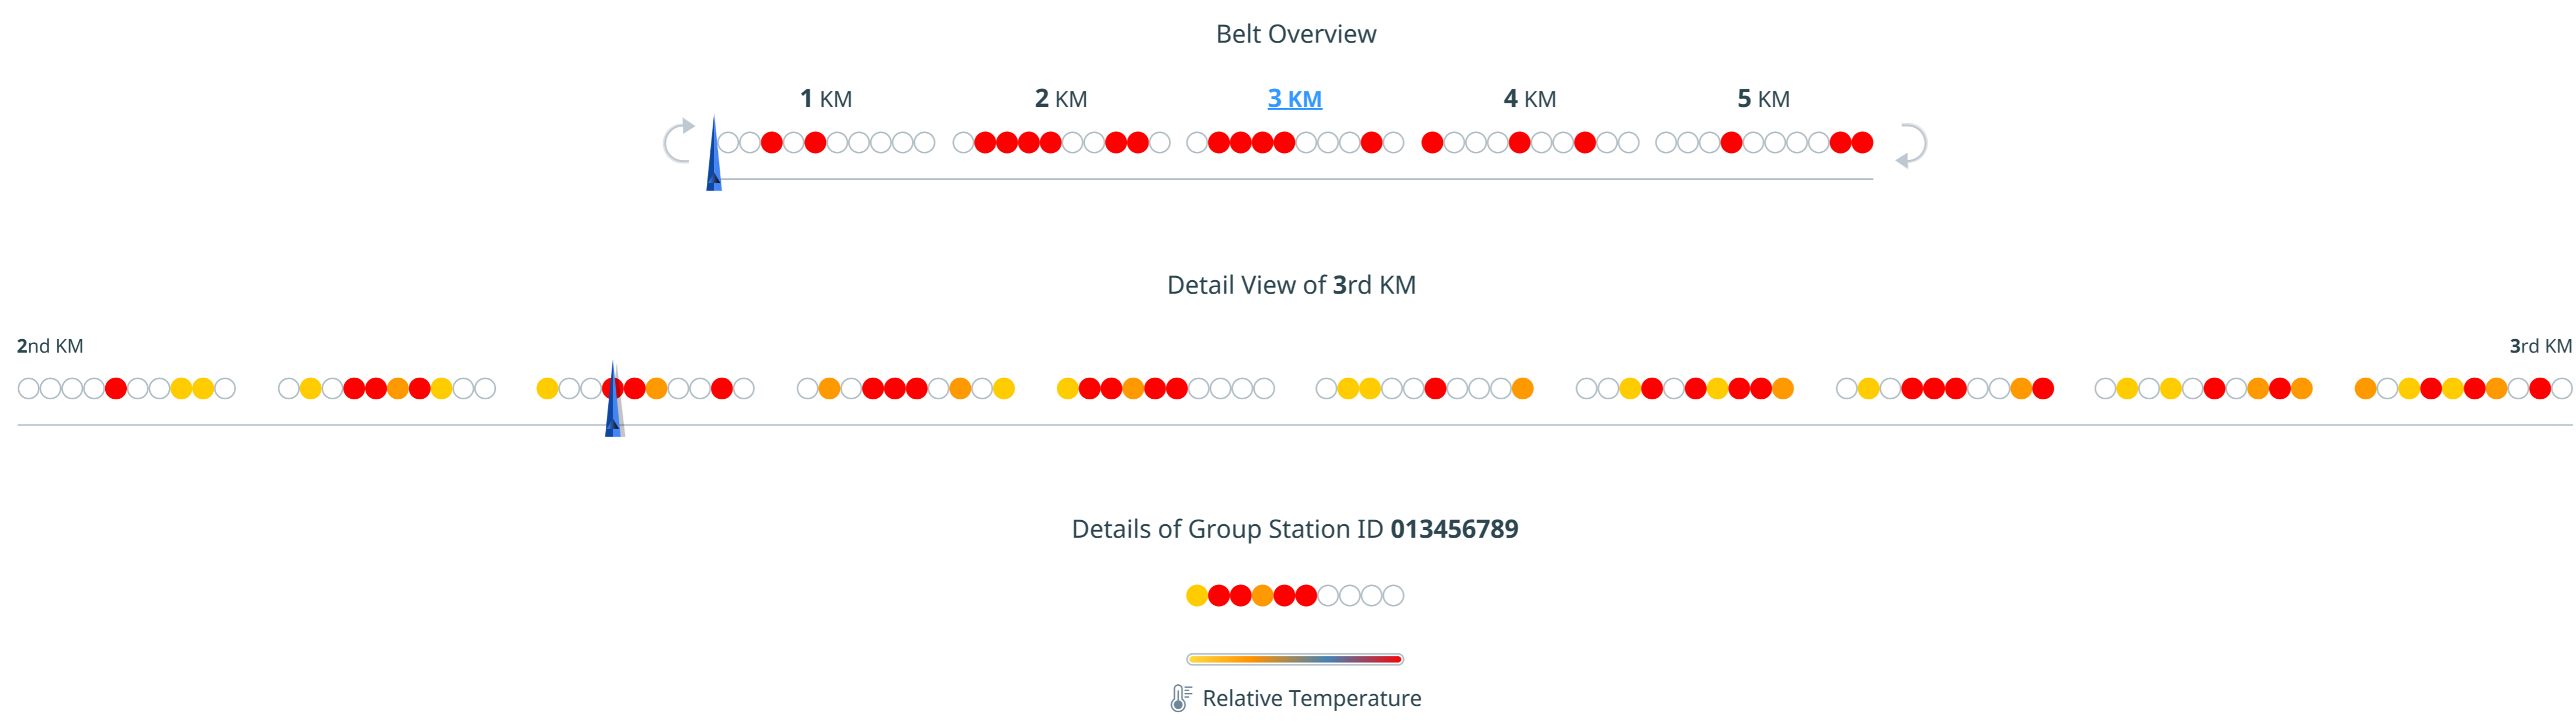 Belt Overview
1 KM 2 KM 3 KM 4 KM 5 KM
Detail View of 3rd KM
2nd KM 3rd KM
Details of Group Station ID 013456789
Relative Temperature